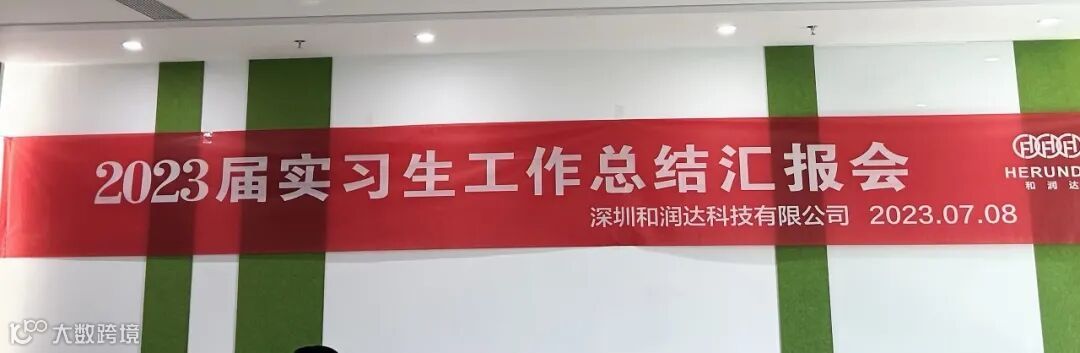 2023届实习生工作总结汇报会
深圳和润达科技有限公司 2023.07.08
HERUND
和润达
大数跨境